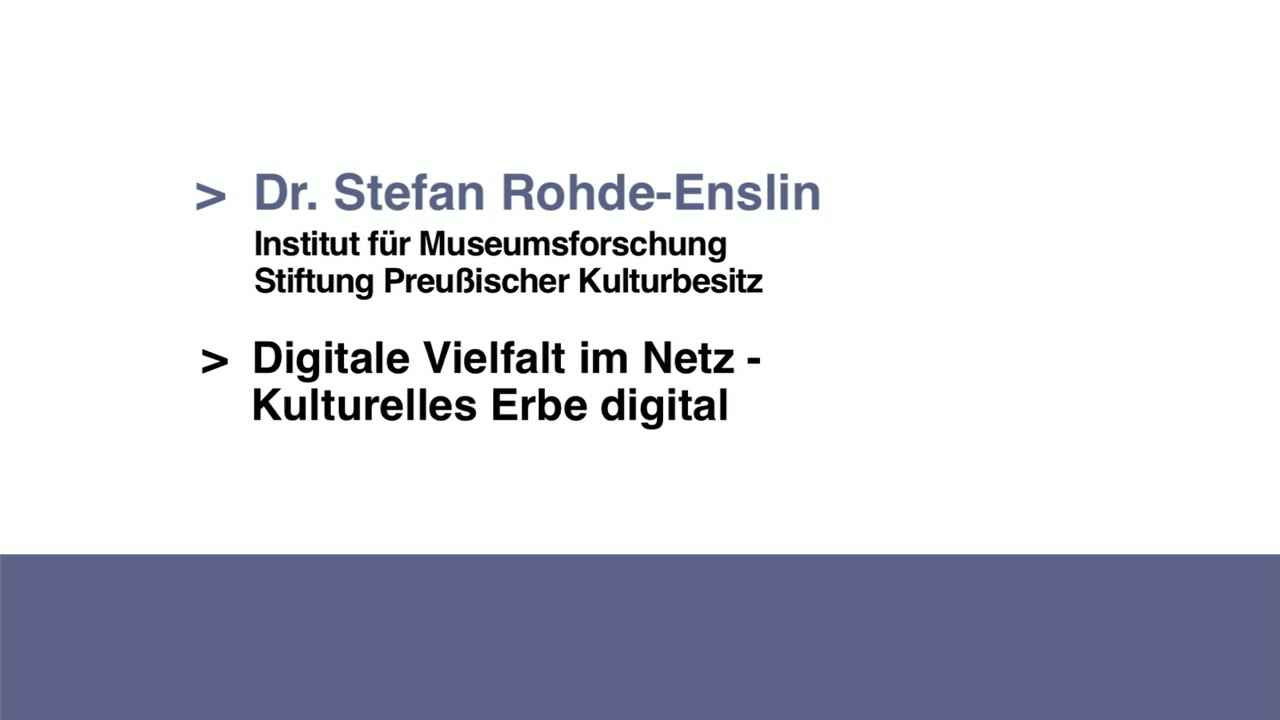 > Dr. Stefan Rohde-Enslin
Institut für Museumsforschung
Stiftung Preußischer Kulturbesitz
> Digitale Vielfalt im Netz -
Kulturelles Erbe digital